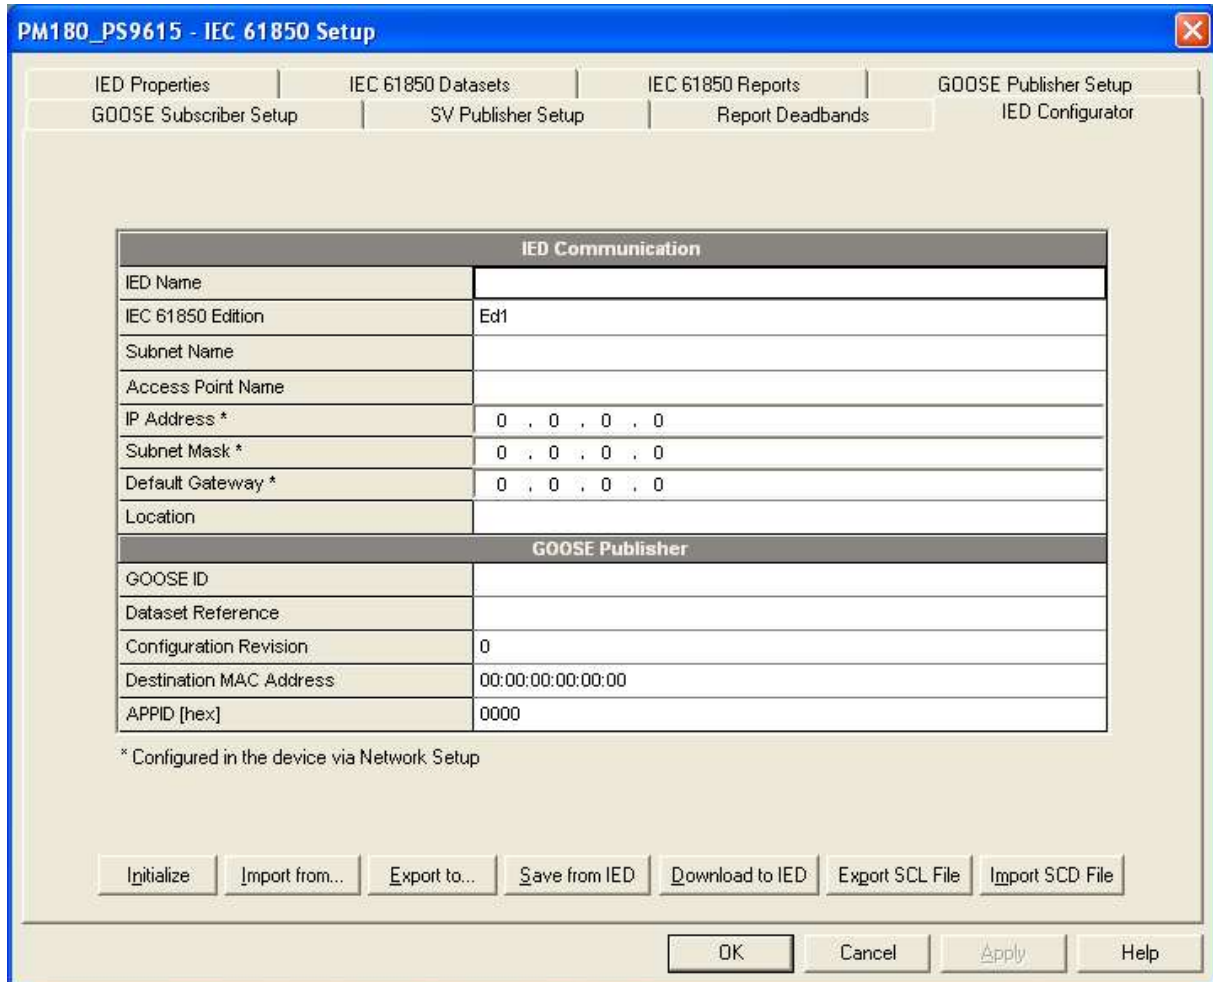 PM180_PS9615 - IEC 61850 Setup
IED Properties IEC 61850 Datasets IEC 61850 Reports GOOSE Publisher Setup
GOOSE Subscriber Setup SV Publisher Setup Report Deadbands IED Configurator
IED Communication
IED Name
IEC 61850 Edition Ed1
Subnet Name
Access Point Name
IP Address * 0 . 0 . 0 . 0
Subnet Mask * 0 . 0 . 0 . 0
Default Gateway * 0 . 0 . 0 . 0
Location
GOOSE Publisher
GOOSE ID
Dataset Reference
Configuration Revision 0
Destination MAC Address 00:00:00:00:00:00
APPID [hex] 0000
* Configured in the device via Network Setup
Initialize Import from... Export to... Save from IED Download to IED Export SCL File Import SCD File
OK Cancel Apply Help